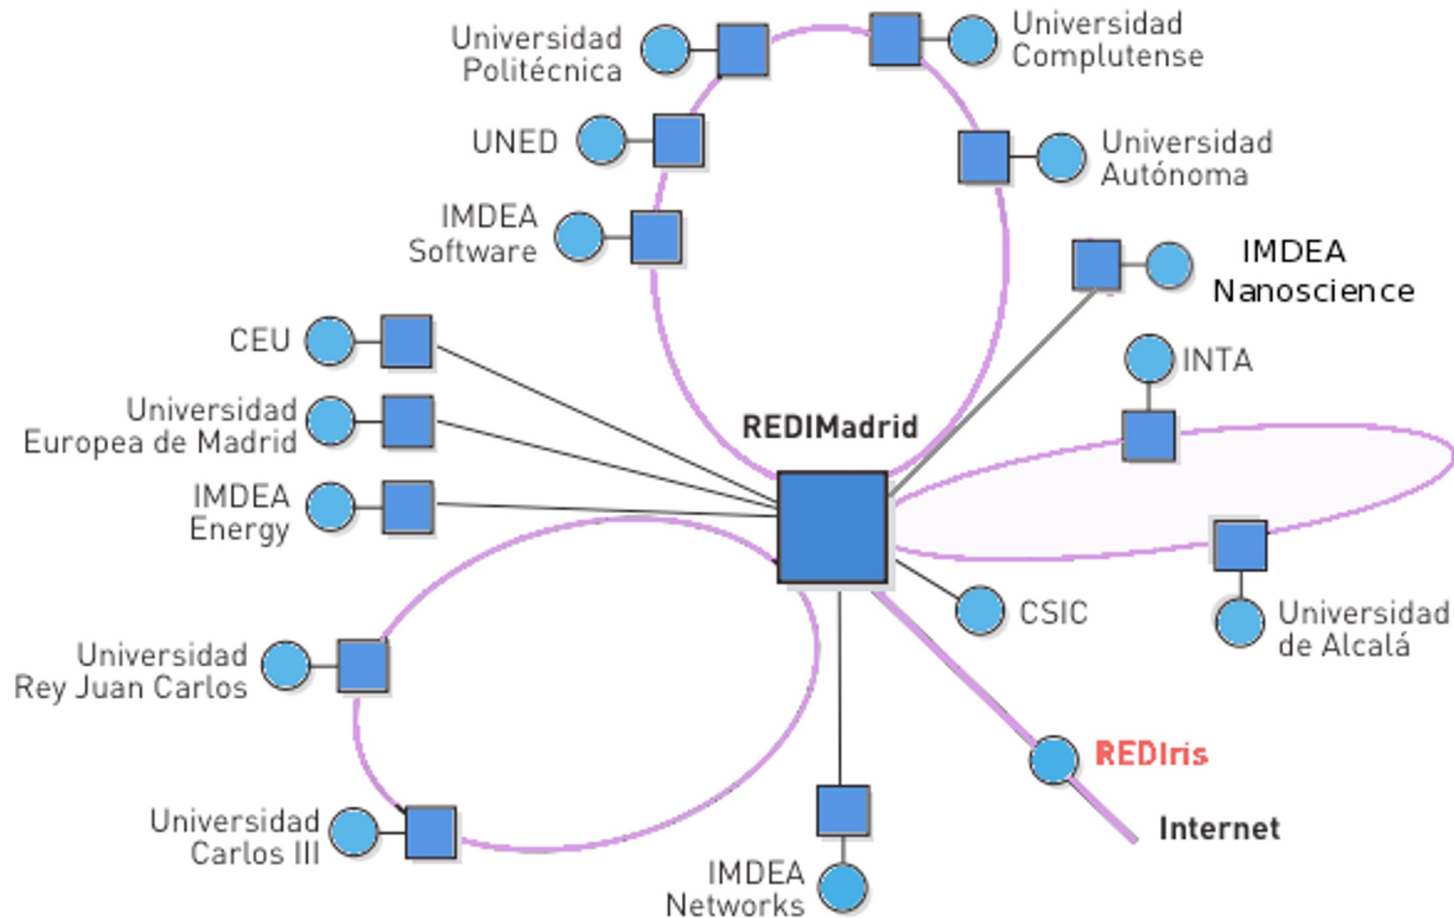 Universidad
Politécnica
Universidad
Complutense
UNED
Universidad
Autónoma
IMDEA
Software
IMDEA
Nanoscience
CEU
INTA
Universidad
Europea de Madrid
REDIMadrid
IMDEA
Energy
CSIC
Universidad
de Alcalá
Universidad
Rey Juan Carlos
REDIris
Universidad
Carlos III
Internet
IMDEA
Networks